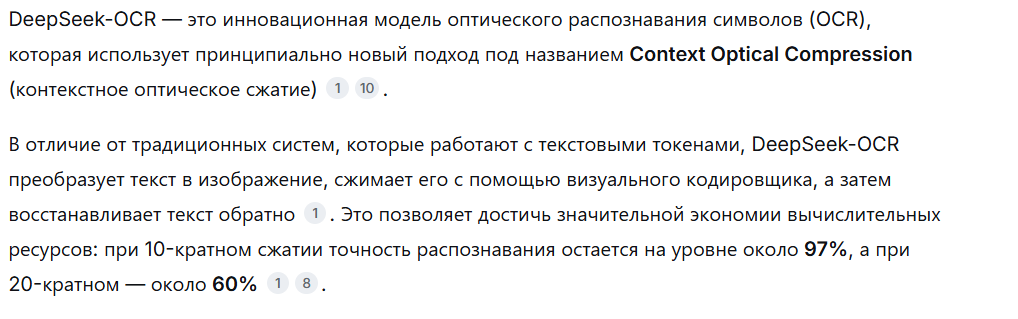 DeepSeek-OCR — это инновационная модель оптического распознавания символов (OCR),
которая использует принципиально новый подход под названием Context Optical Compression
(контекстное оптическое сжатие) 1 10 .
В отличие от традиционных систем, которые работают с текстовыми токенами, DeepSeek-OCR
преобразует текст в изображение, сжимает его с помощью визуального кодировщика, а затем
восстанавливает текст обратно 1 . Это позволяет достичь значительной экономии вычислительных
ресурсов: при 10-кратном сжатии точность распознавания остается на уровне около 97%, а при
20-кратном — около 60% 1 8 .